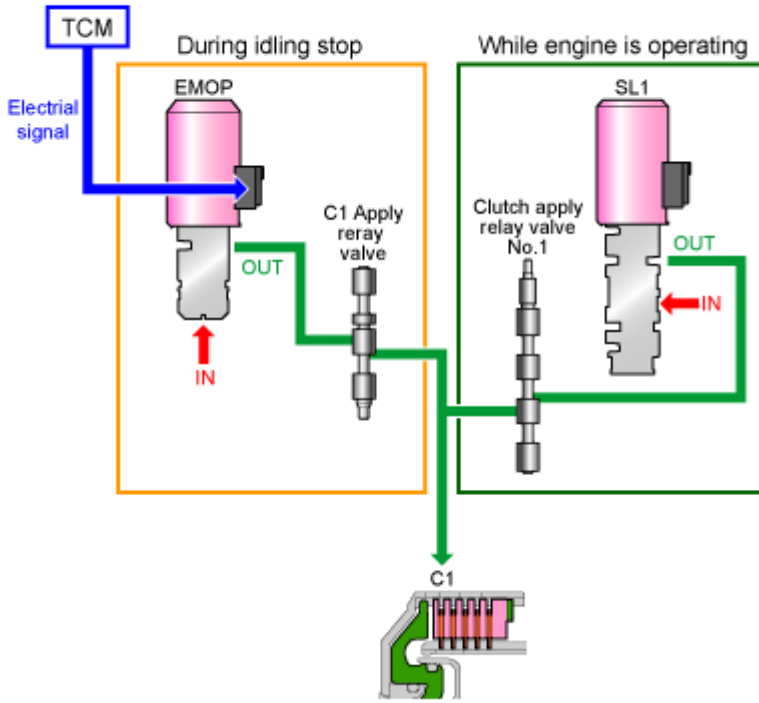 TCM
During idling stop
While engine is operating
EMOP
SL1
Electrial
signal
C1 Apply
reray
valve
Clutch apply
relay valve
No.1
OUT
OUT
IN
IN
C1